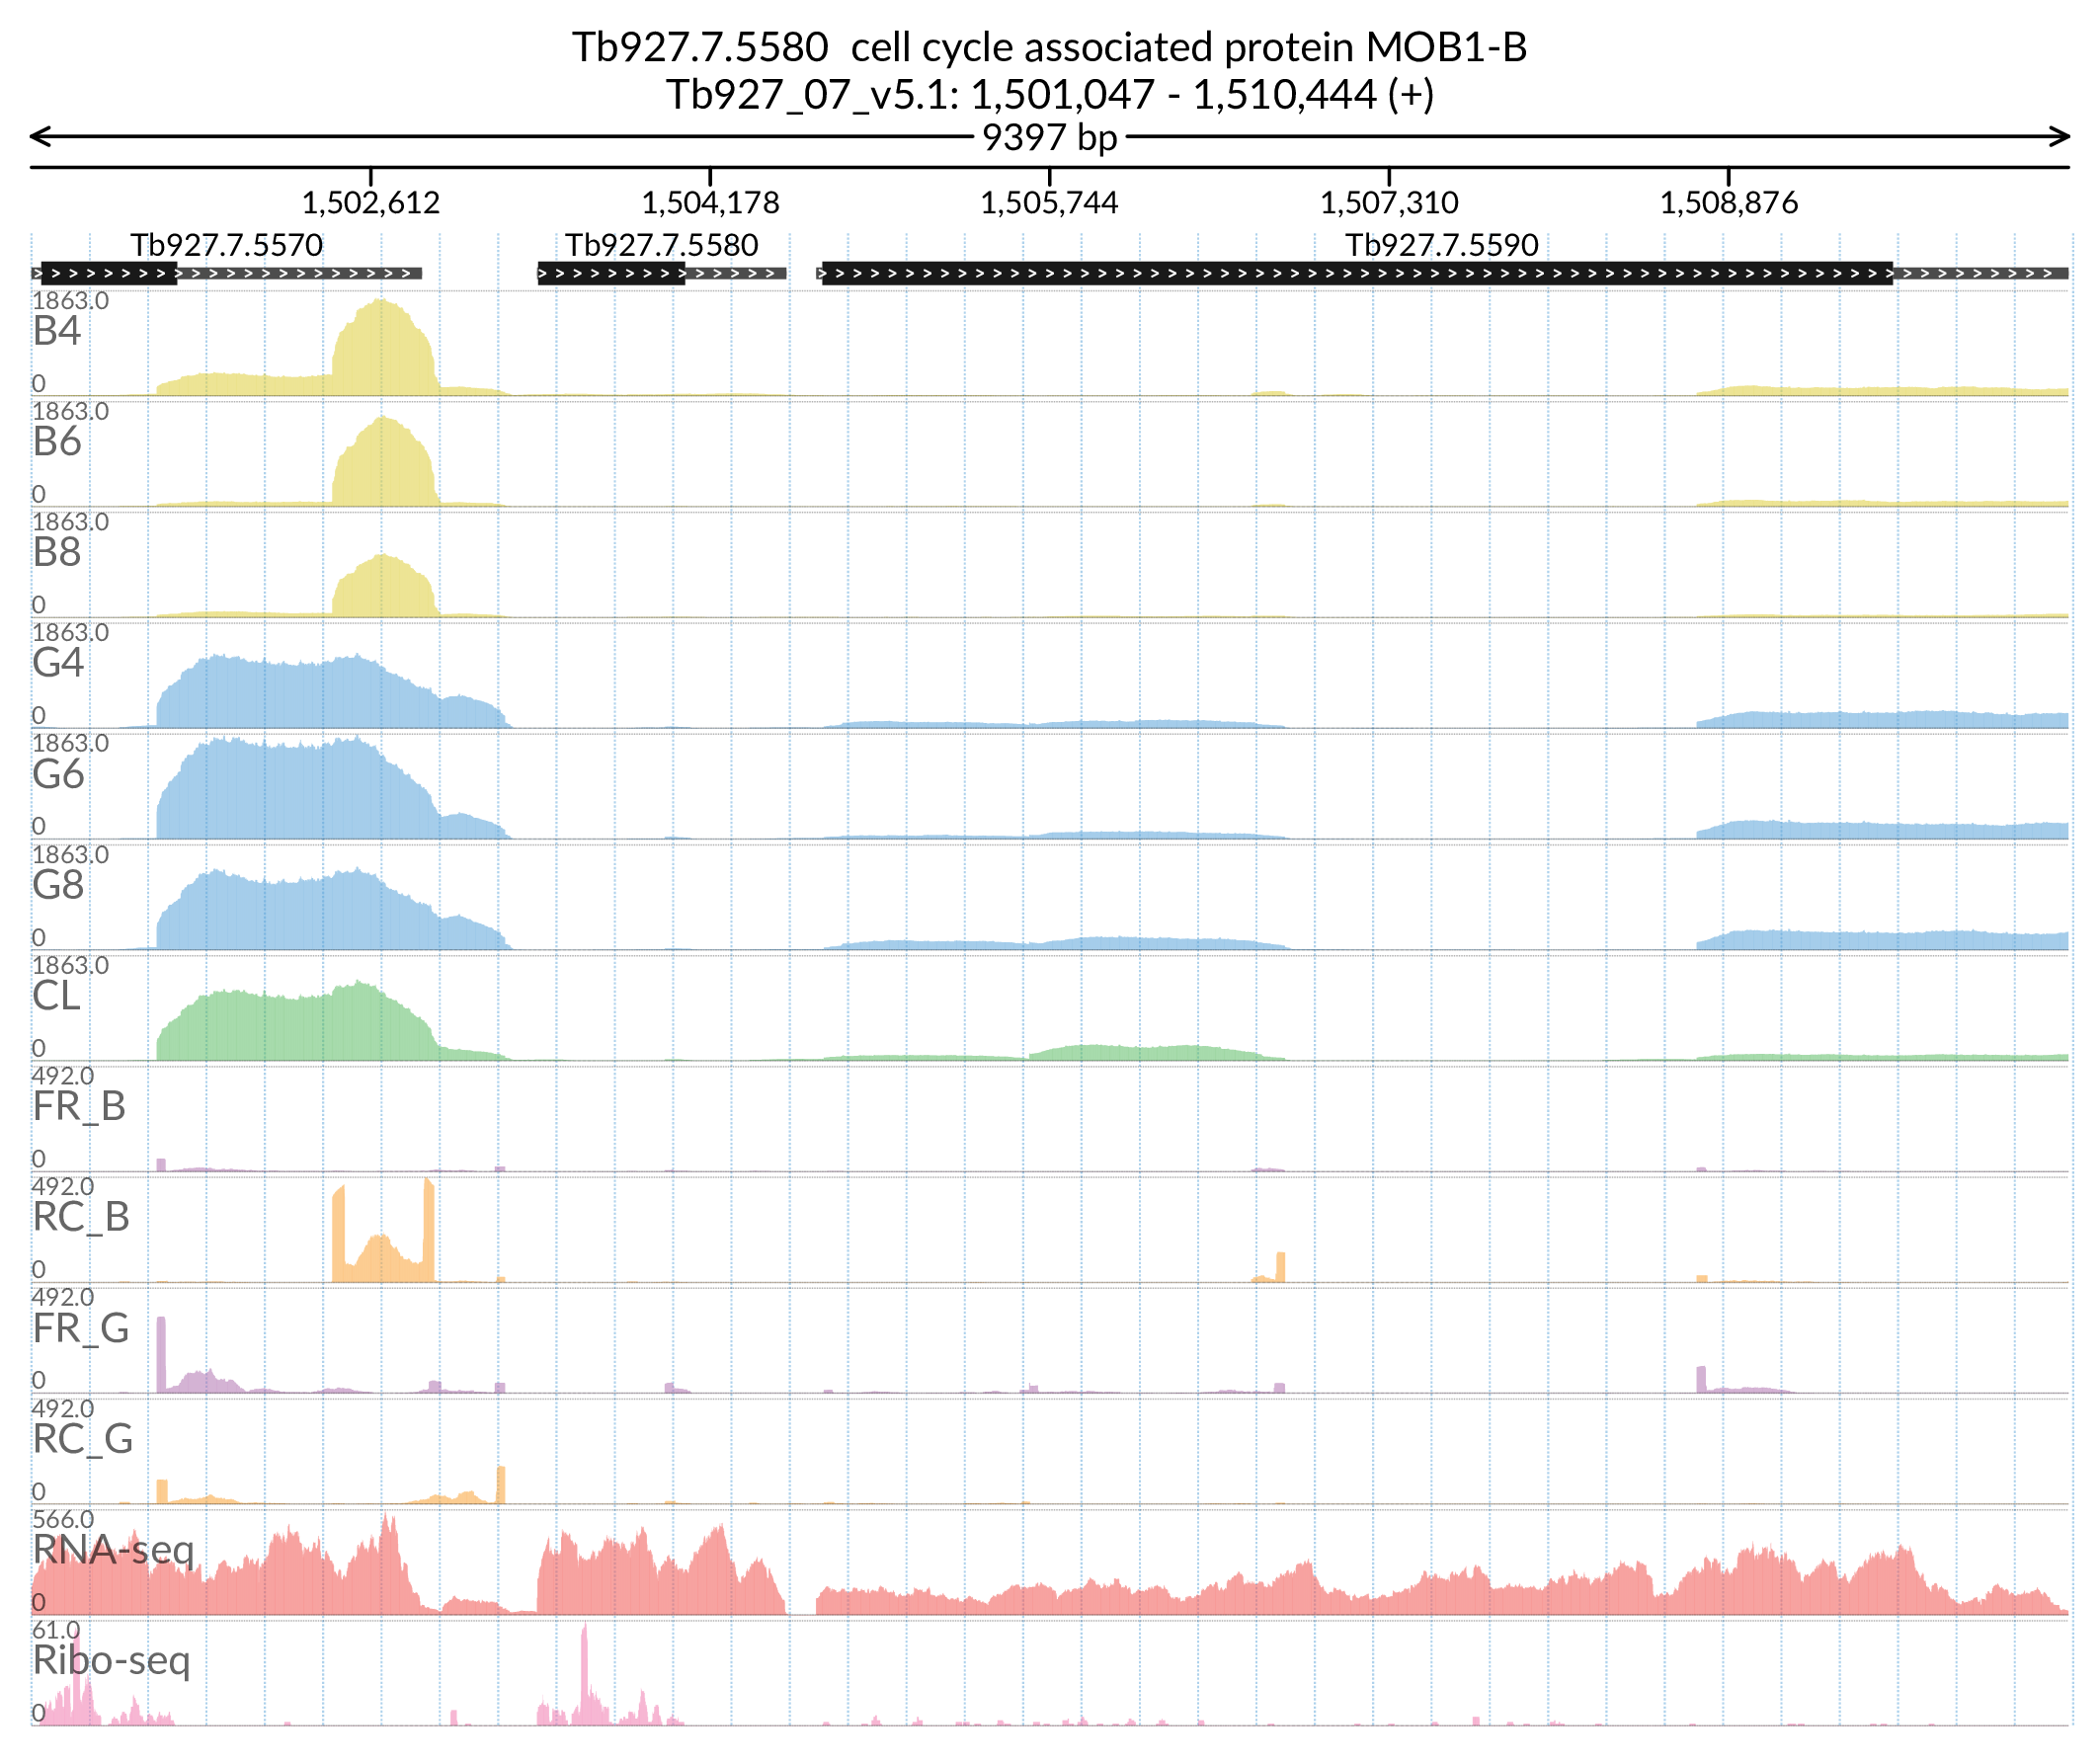 Tb927.7.5580  cell cycle associated protein MOB1-B
Tb927_07_v5.1: 1,501,047 - 1,510,444 (+)
9397 bp
1,502,612 1,504,178 1,505,744 1,507,310 1,508,876
Tb927.7.5570 Tb927.7.5580 Tb927.7.5590
1863.0
B4
0
1863.0
B6
0
1863.0
B8
0
1863.0
G4
0
1863.0
G6
0
1863.0
G8
0
1863.0
CL
0
492.0
FR_B
0
492.0
RC_B
0
492.0
FR_G
0
492.0
RC_G
0
566.0
RNA-seq
0
61.0
Ribo-seq
0